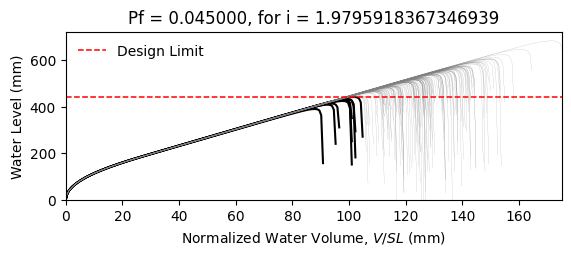 Pf = 0.045000, for i = 1.9795918367346939
Design Limit
Water Level (mm)
600
400
200
0
0 20 40 60 80 100 120 140 160
Normalized Water Volume, V/SL (mm)